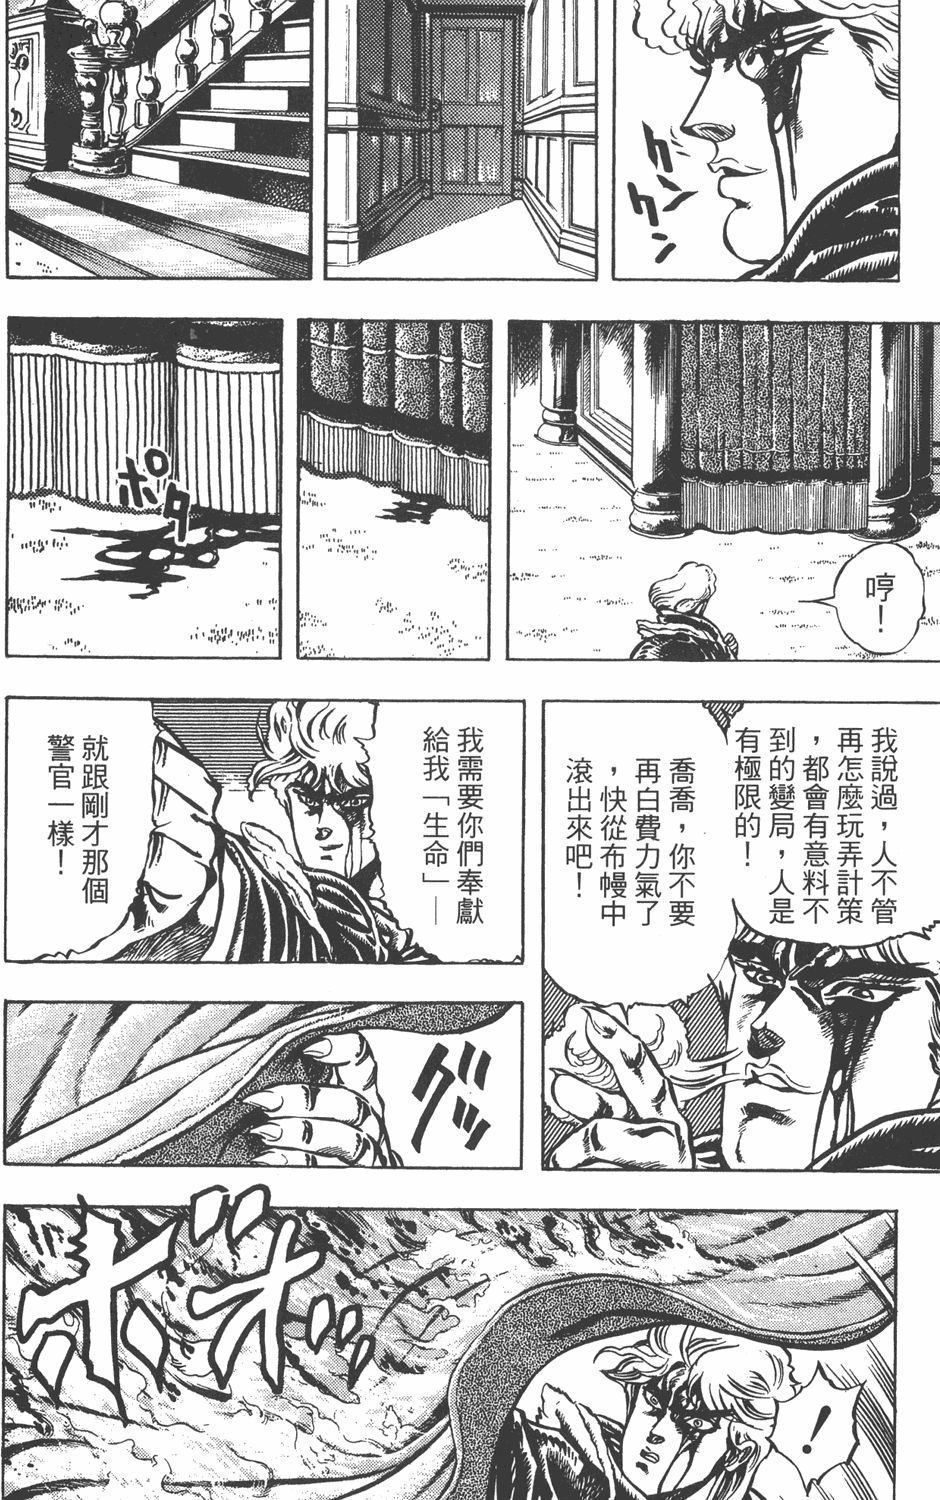 クンクン
哼！
ポタ
我說過，人不管
再怎麼玩弄計策
，都會有意料不
到的變局，人是
有極限的！
喬喬，你不要
再白費力氣了
，快從布幔中
滾出來吧！
我需要你們奉獻
給我「生命」—
就跟剛才那個
警官一樣！
グッ
！
ボオッ